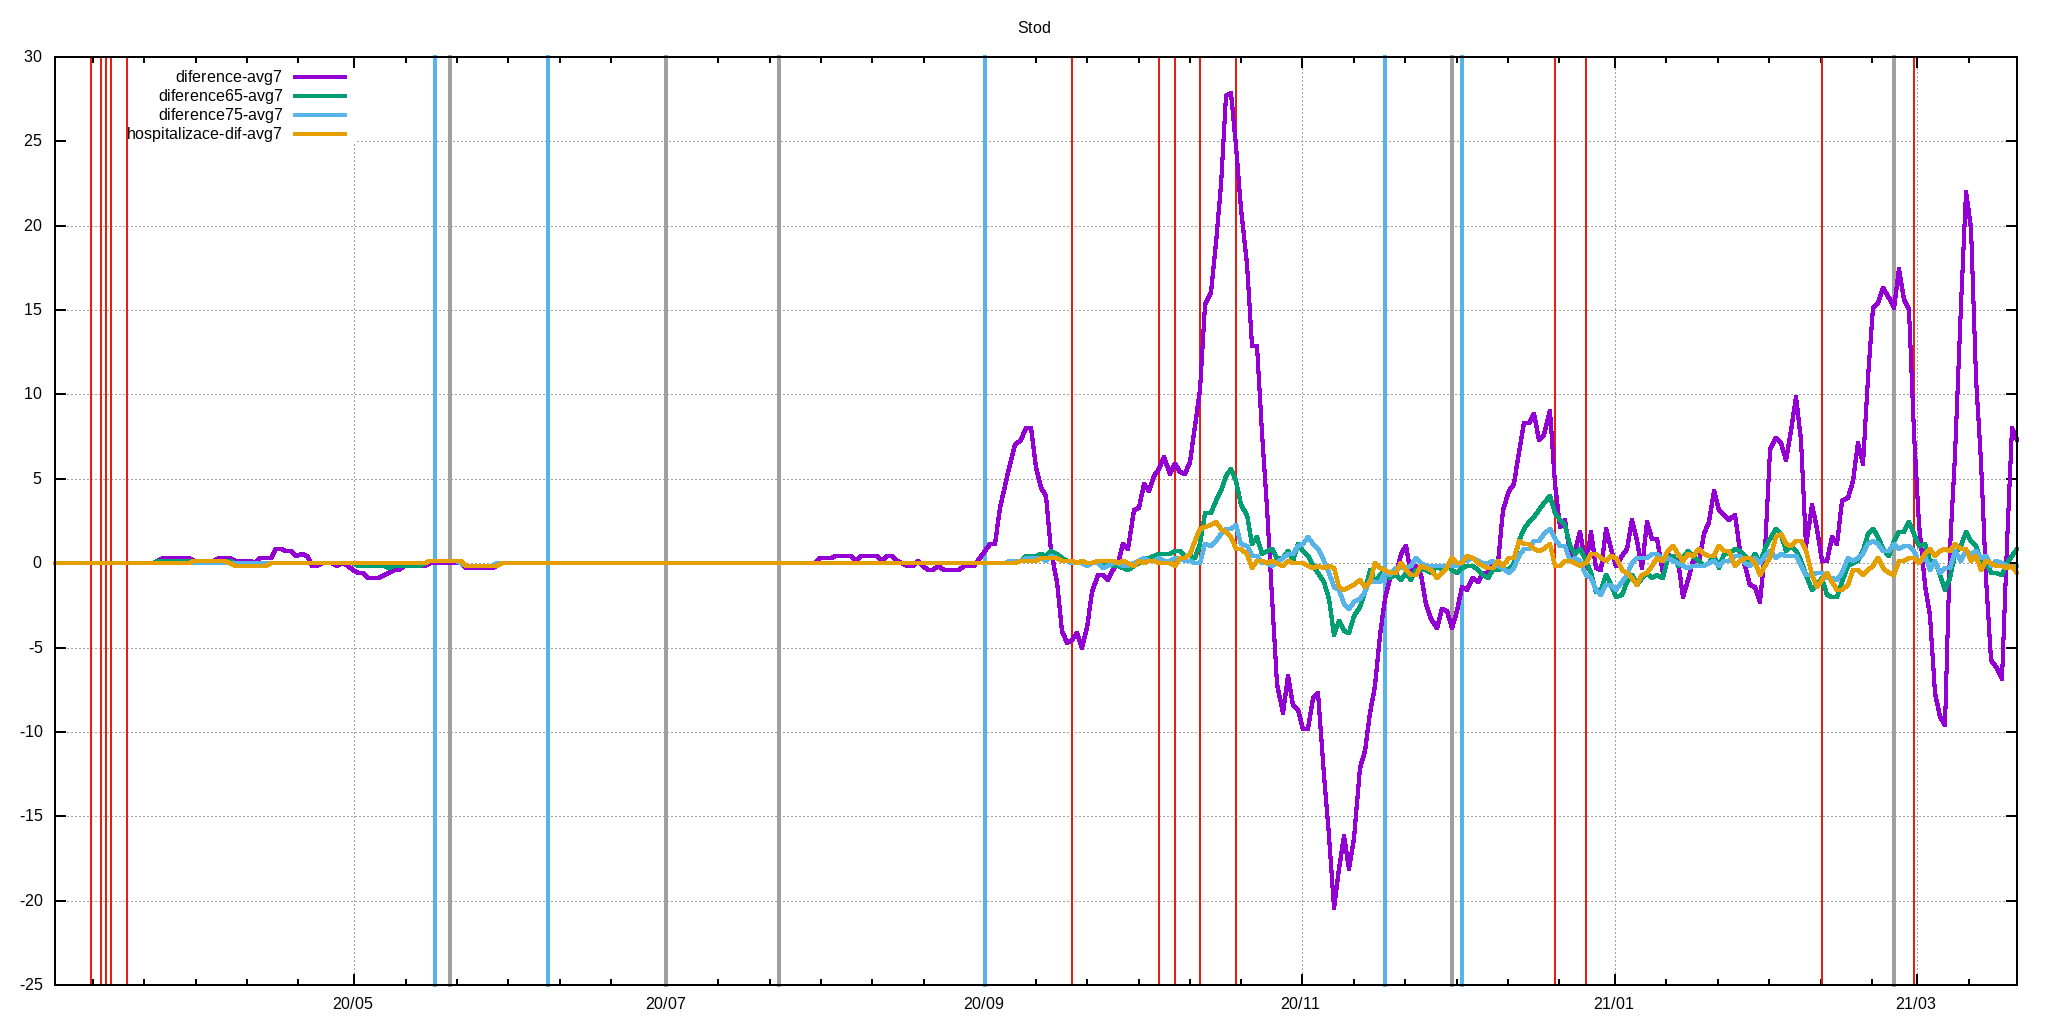 Stod
diference-avg7
diference65-avg7
diference75-avg7
hospitalizace-dif-avg7
30
25
20
15
10
5
0
-5
-10
-15
-20
-25
20/05 20/07 20/09 20/11 21/01 21/03